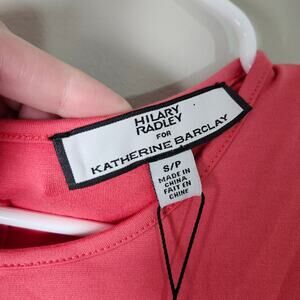 HILARY
RADLEY
FOR
KATHERINE BARCLAY
S/P
MADE IN
CHINA
FAIT EN
CHINE